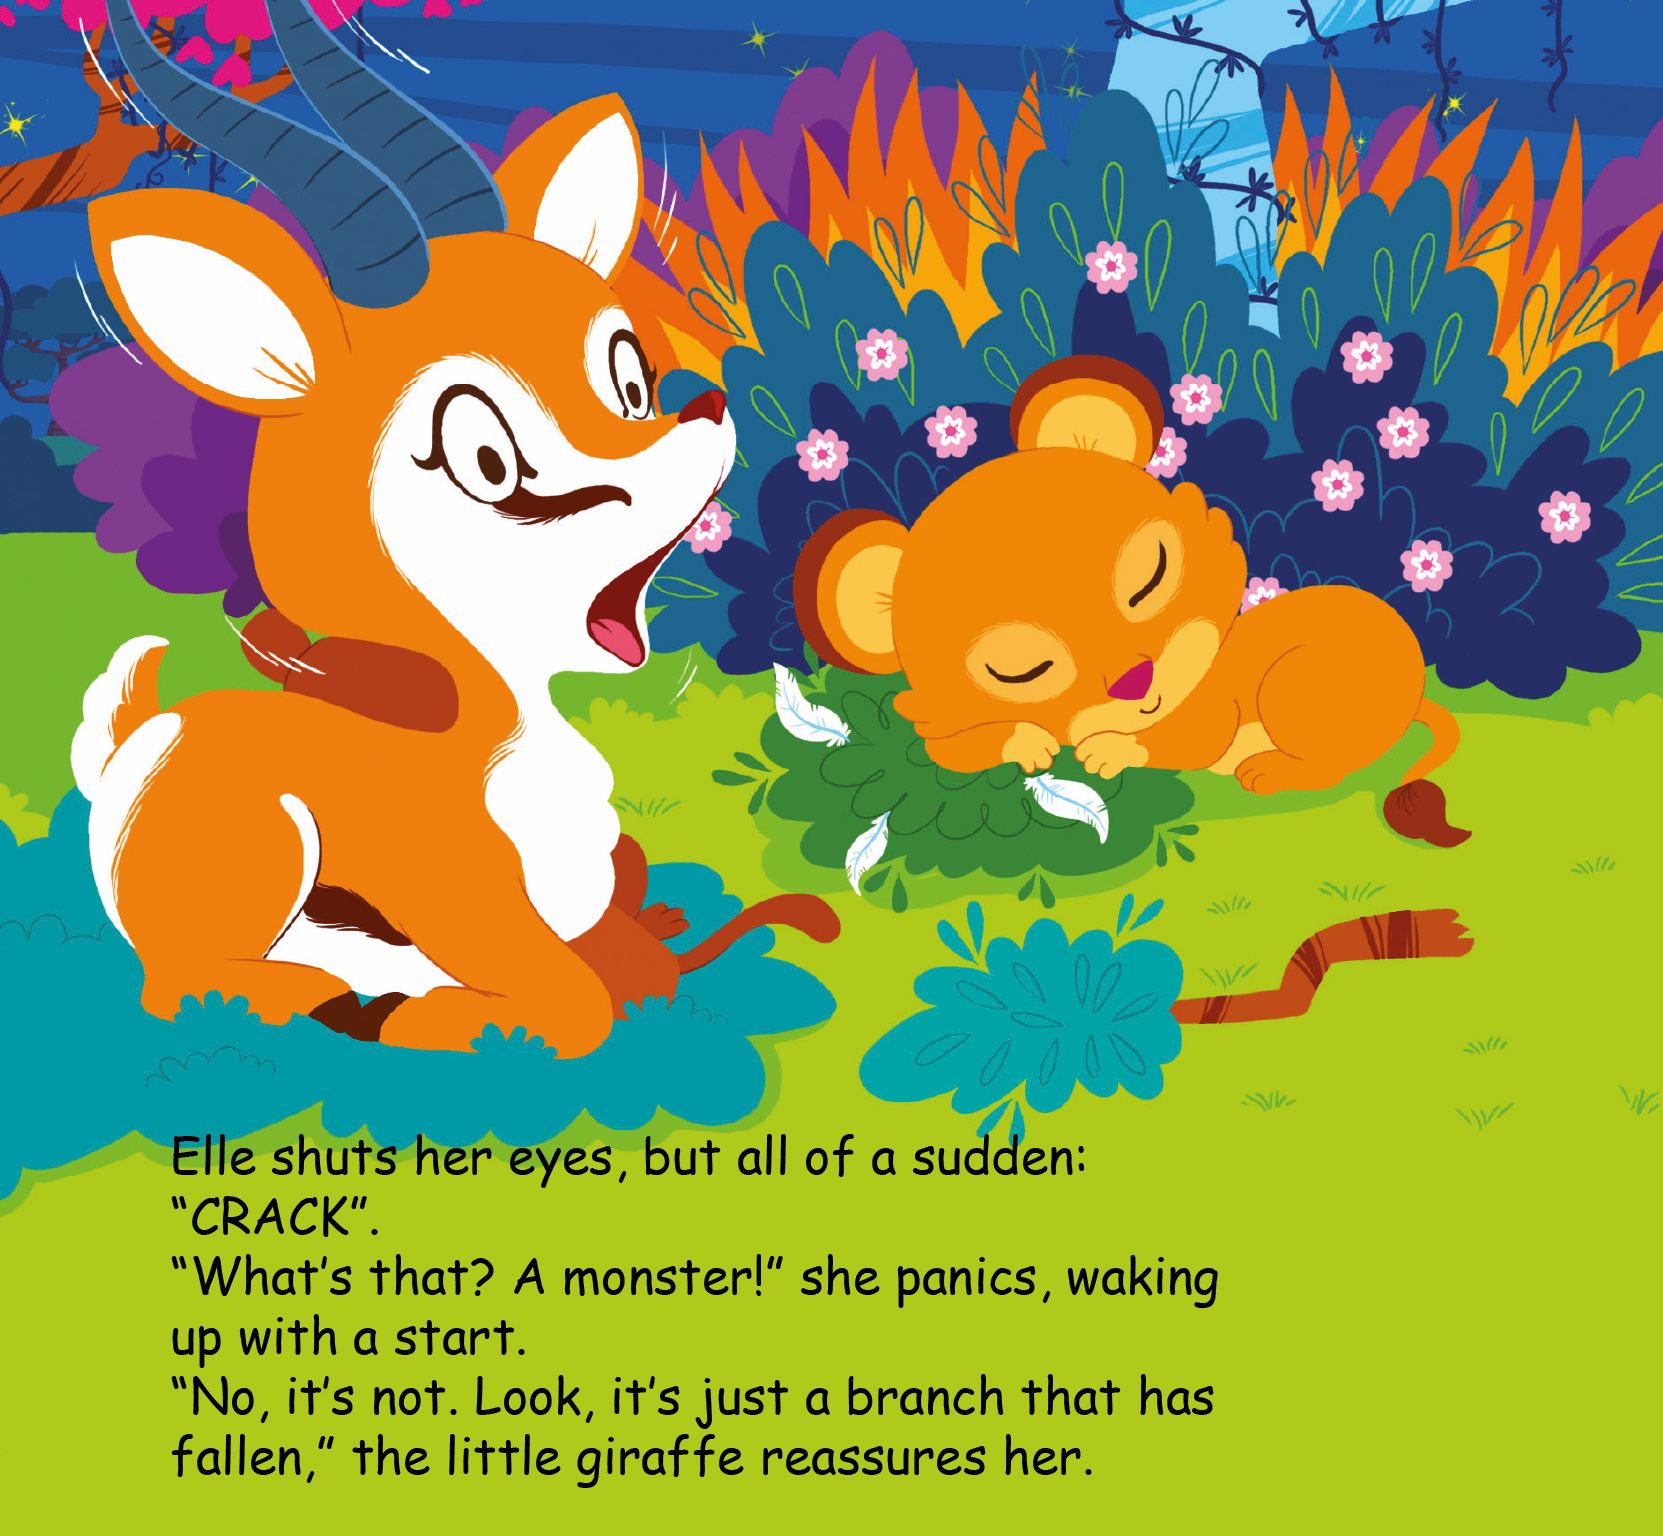 Elle shuts her eyes, but all of a sudden:
“CRACK”.
“What’s that? A monster!” she panics, waking
up with a start.
“No, it’s not. Look, it’s just a branch that has
fallen,” the little giraffe reassures her.